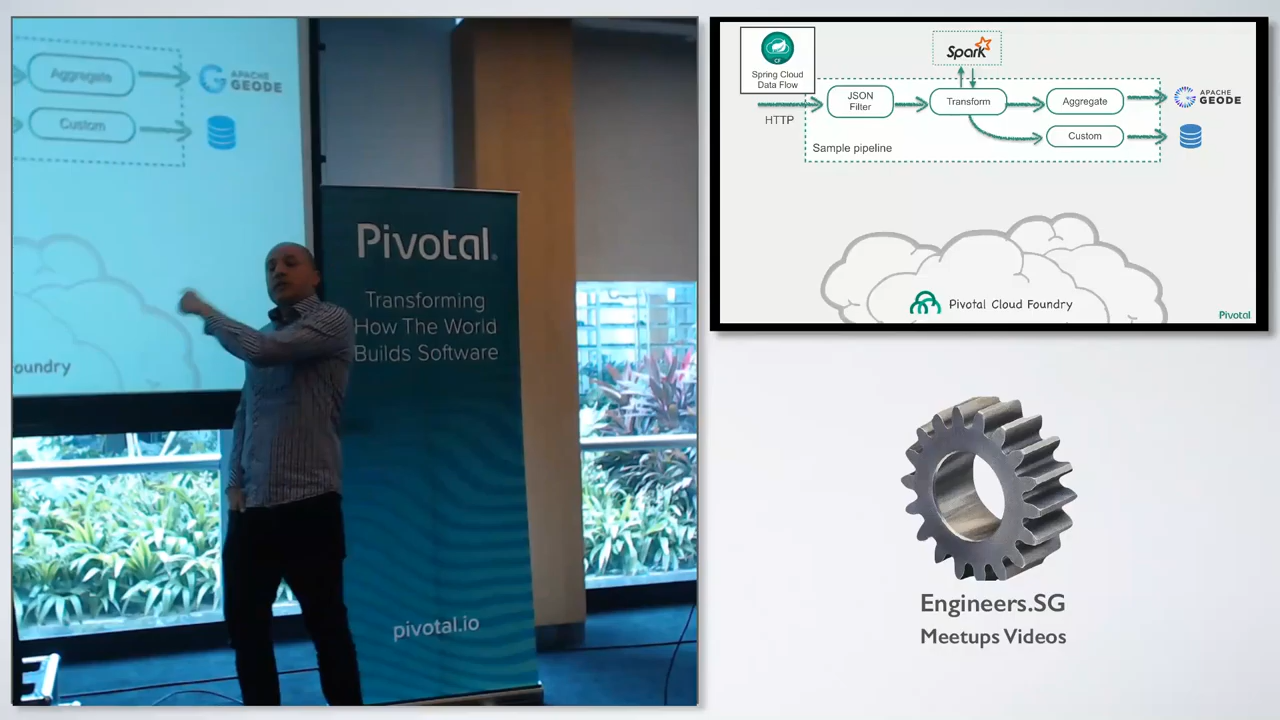 Aggregate
APACHE
GEODE
Custom
oundry
Pivotal
Transforming
How The World
Builds Software
pivotal.io
Spring Cloud
Data Flow
CF
Spark
HTTP
JSON
Filter
Transform
Aggregate
APACHE
GEODE
Custom
Sample pipeline
Pivotal Cloud Foundry
Pivotal
Engineers.SG
Meetups Videos